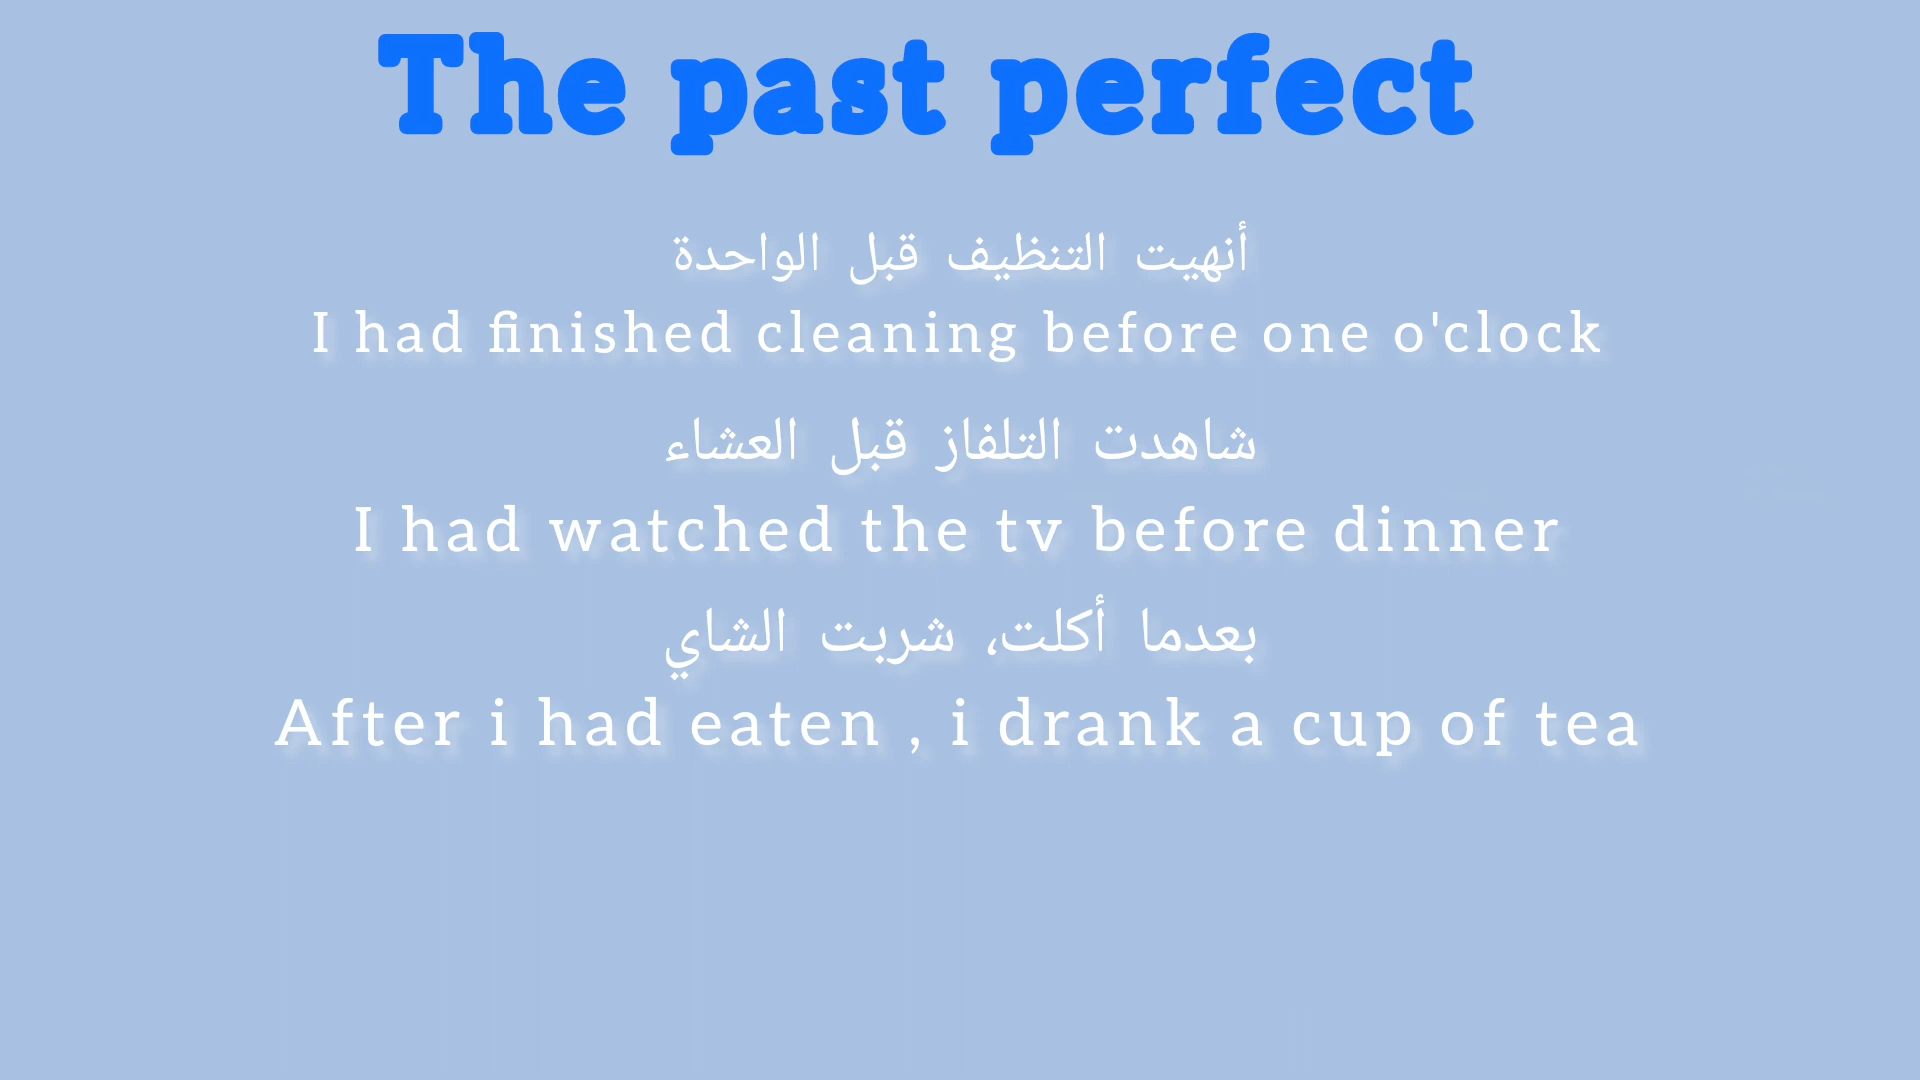 The past perfect
أنهيت التنظيف قبل الواحدة
I had finished cleaning before one o'clock
شاهدت التلفاز قبل العشاء
I had watched the tv before dinner
بعدما أكلت، شربت الشاي
After i had eaten , i drank a cup of tea